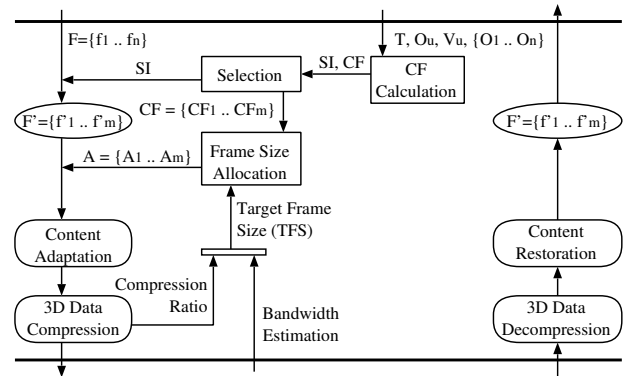 F={f1 .. fn}
T, Ou, Vu, {O1 .. On}
SI
Selection
SI, CF
CF
Calculation
F'={f'1 .. f'm}
CF = {CF1 .. CFm}
F'={f'1 .. f'm}
A = {A1 .. Am}
Frame Size
Allocation
Target Frame
Size (TFS)
Content
Adaptation
Content
Restoration
Compression
Ratio
3D Data
Compression
Bandwidth
Estimation
3D Data
Decompression